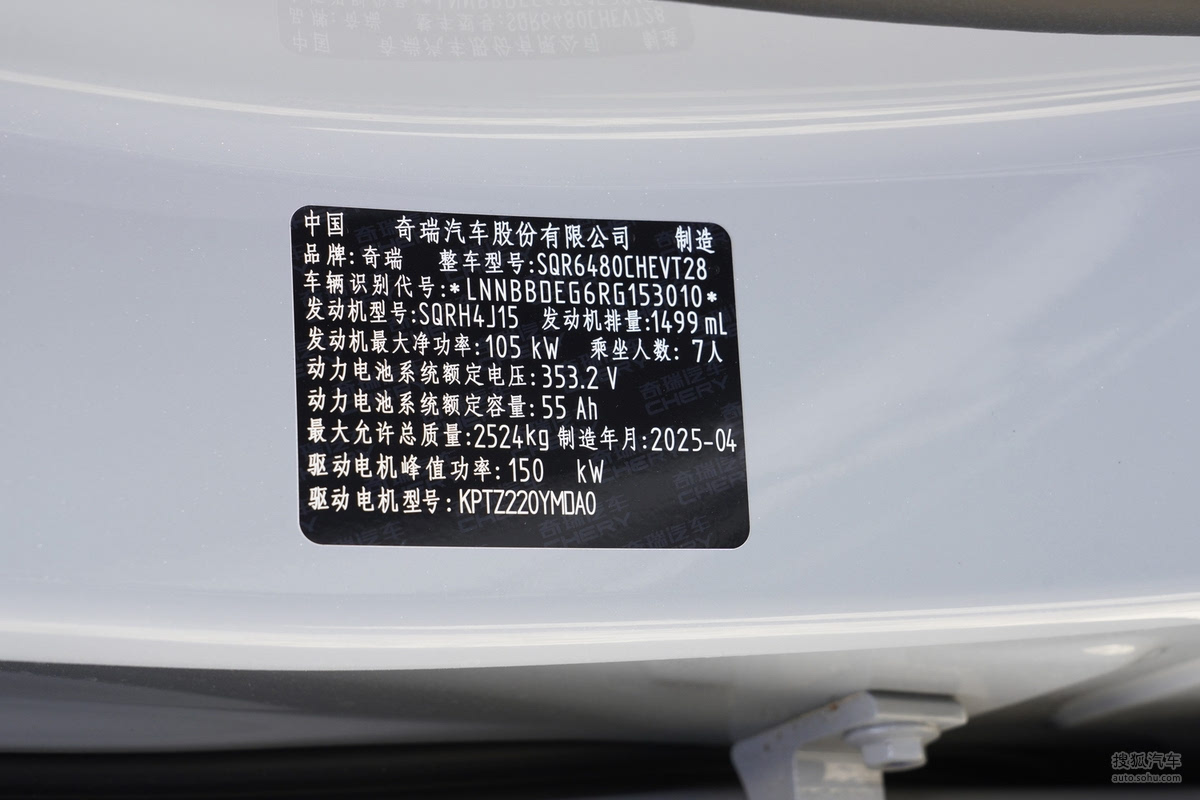 中国 奇瑞汽车股份有限公司 制造
品牌:奇瑞 整车型号:SQR6480CHEVT28
车辆识别代号:*LNNBBDEG6RG153010*
发动机型号:SQRH4J15 发动机排量:1499 mL
发动机最大净功率:105 kW 乘坐人数: 7人
动力电池系统额定电压:353.2 V
动力电池系统额定容量:55 Ah
最大允许总质量:2524kg 制造年月:2025-04
驱动电机峰值功率:150 kW
驱动电机型号:KPTZ220YMDA0
奇瑞汽车
CHERY
搜狐汽车
auto.sohu.com